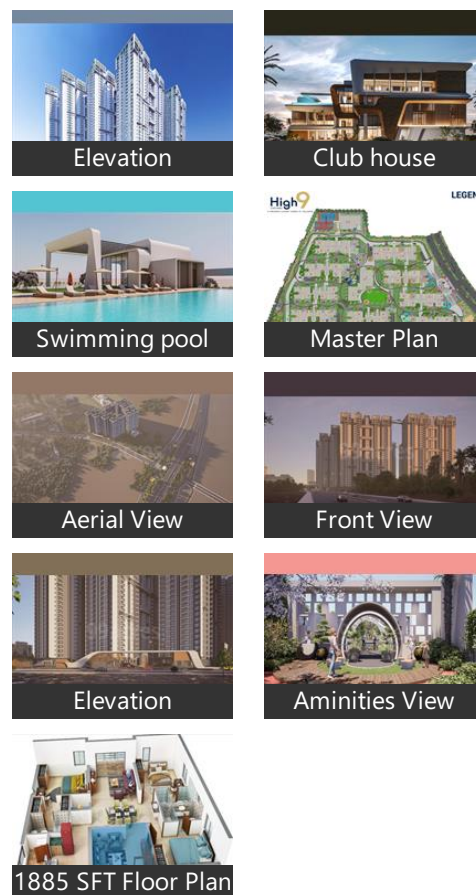 Elevation
Club house
High9
LEGEN
Swimming pool
Master Plan
Aerial View
Front View
Elevation
Aminities View
1885 SFT Floor Plan